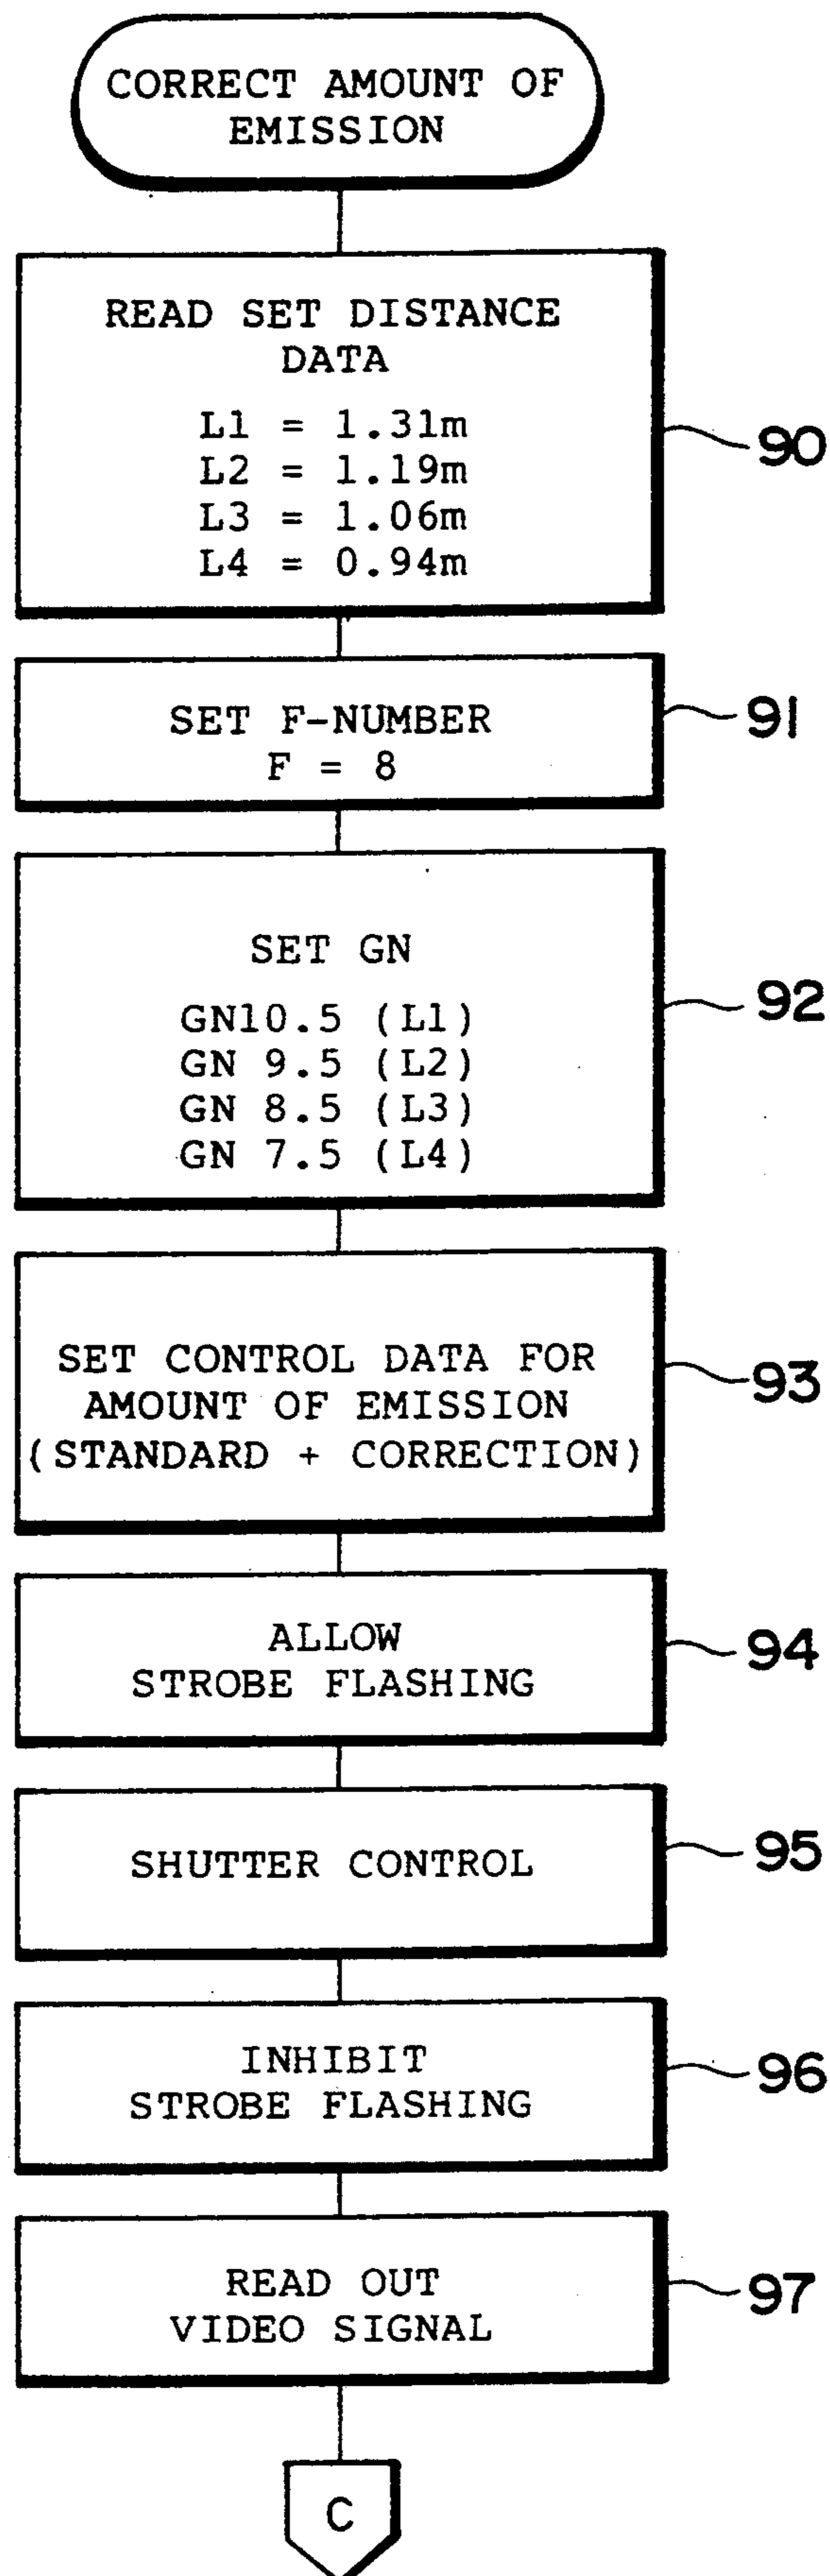 CORRECT AMOUNT OF
EMISSION
READ SET DISTANCE
DATA
L1 = 1.31m
L2 = 1.19m
L3 = 1.06m
L4 = 0.94m
90
SET F-NUMBER
F = 8
91
SET GN
GN10.5 (L1)
GN 9.5 (L2)
GN 8.5 (L3)
GN 7.5 (L4)
92
SET CONTROL DATA FOR
AMOUNT OF EMISSION
(STANDARD + CORRECTION)
93
ALLOW
STROBE FLASHING
94
SHUTTER CONTROL
95
INHIBIT
STROBE FLASHING
96
READ OUT
VIDEO SIGNAL
97
C